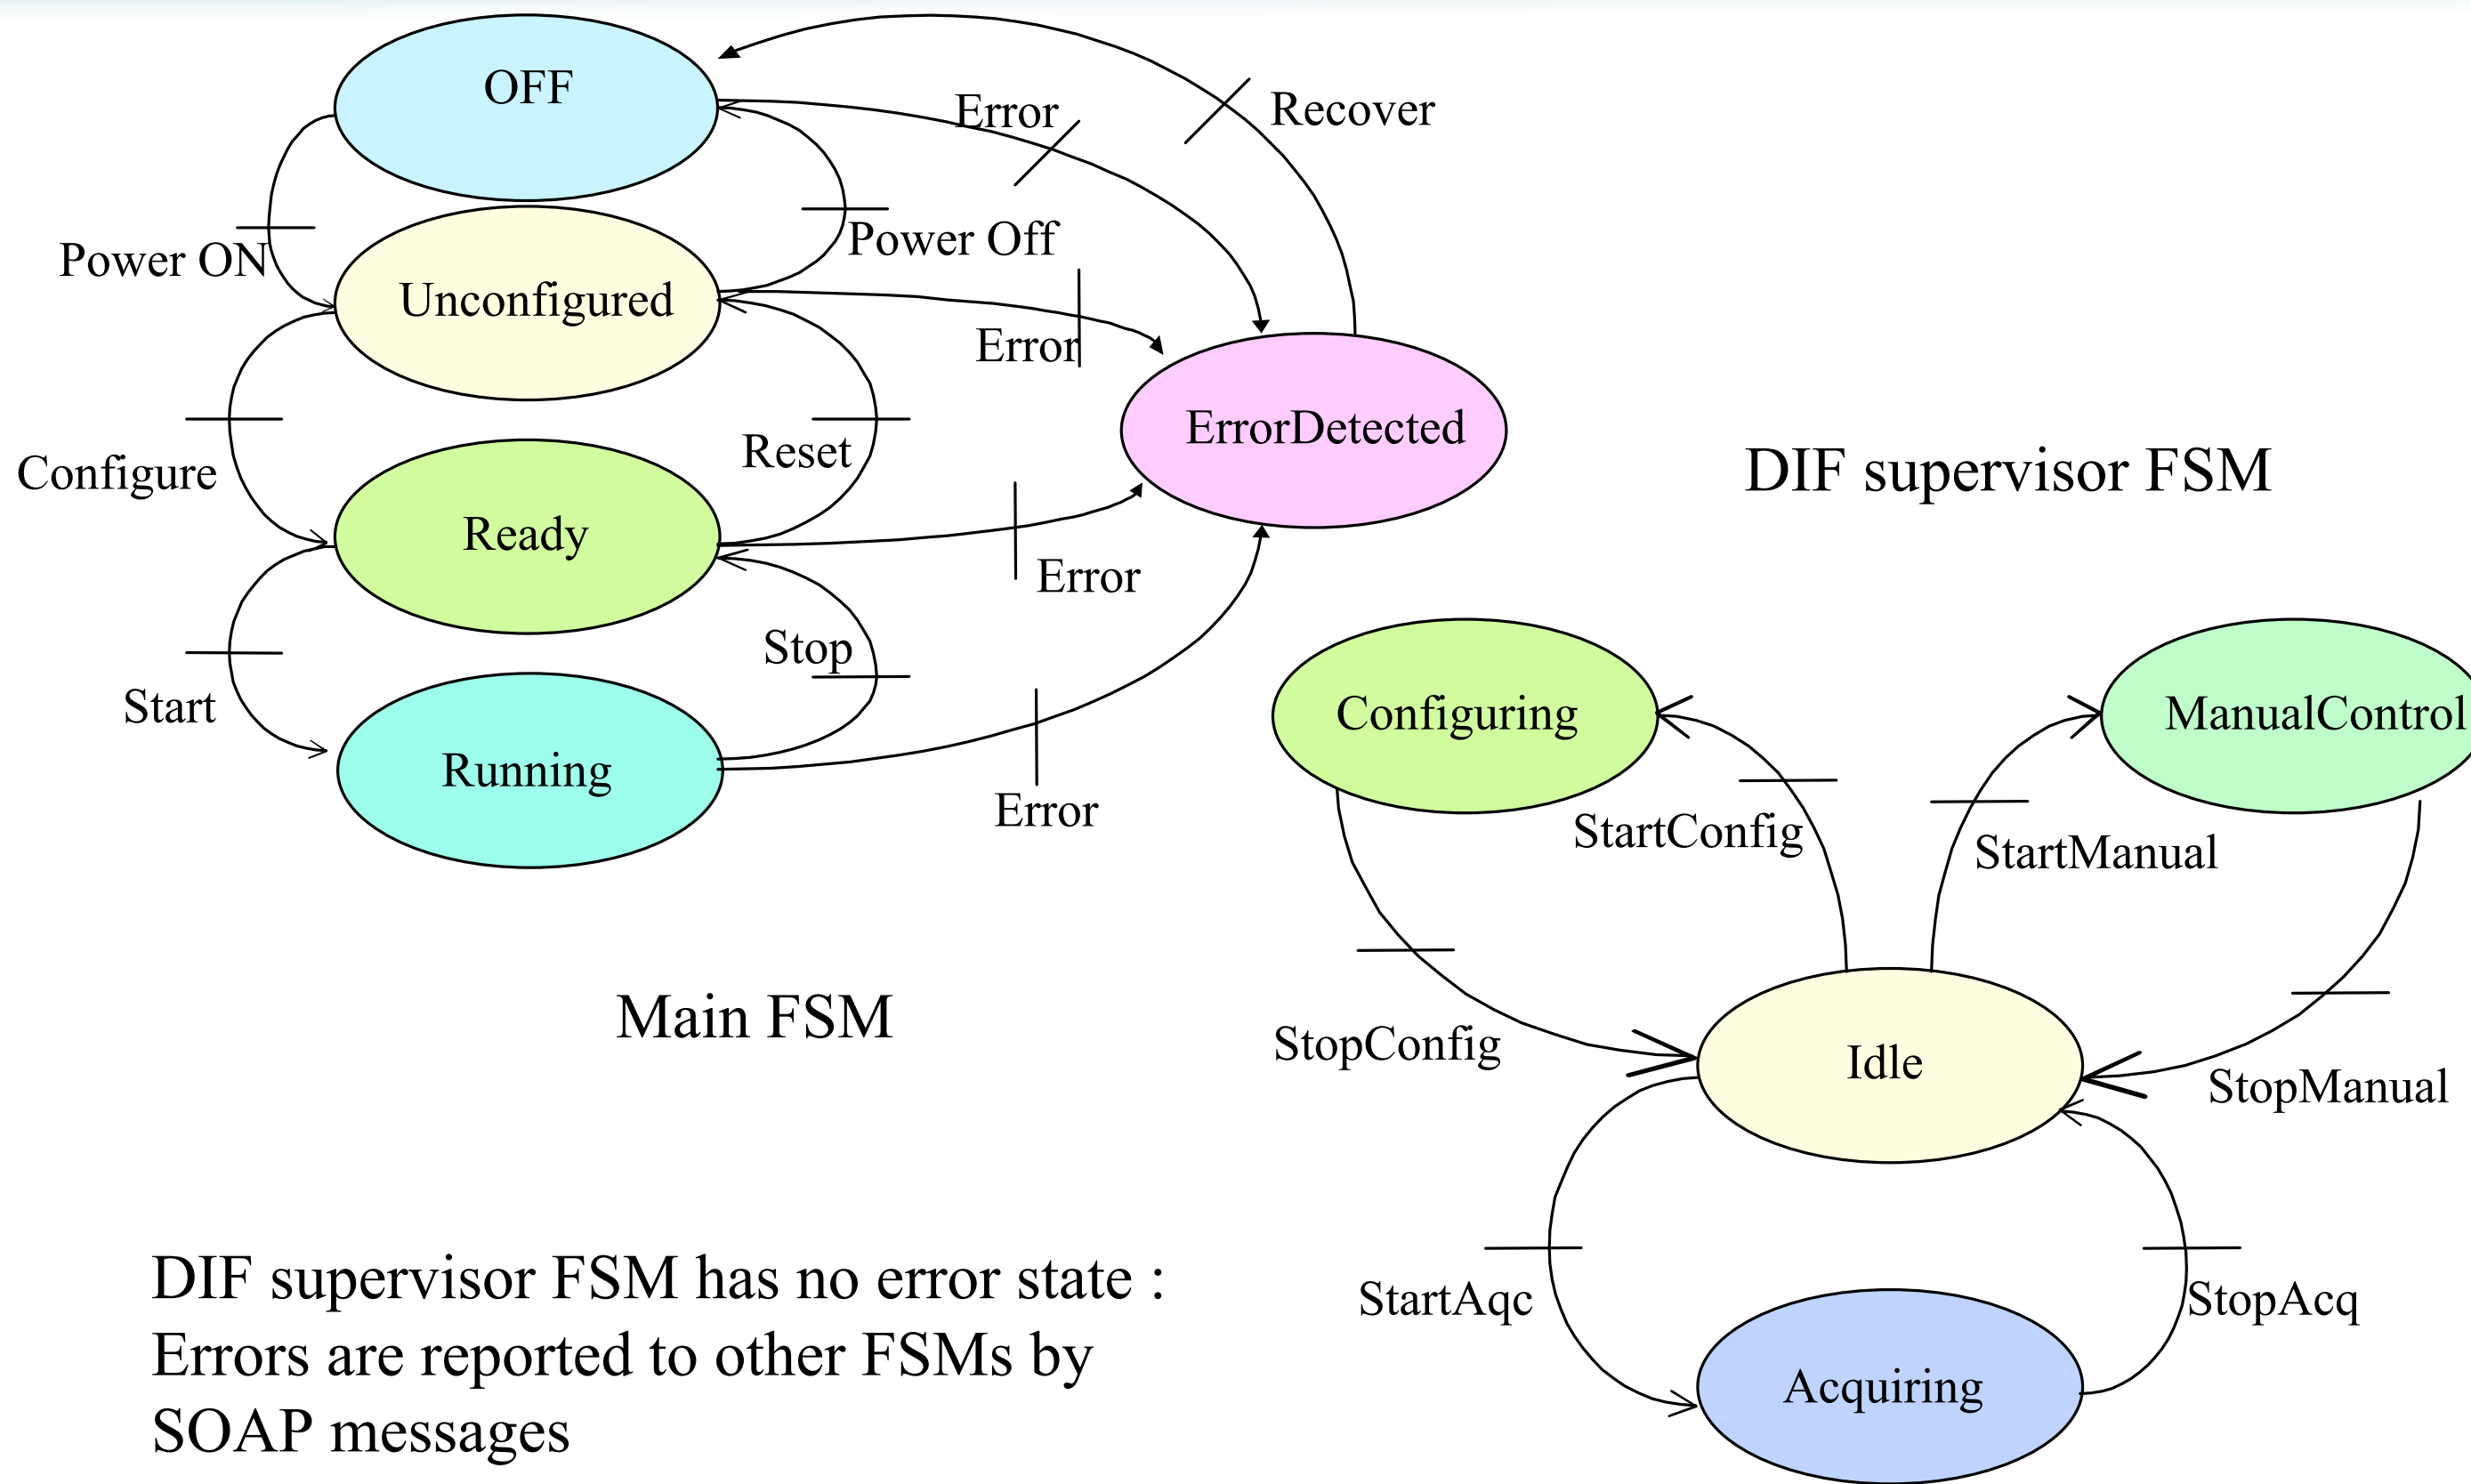 OFF
Error
Recover
Power ON
Power Off
Unconfigured
Error
ErrorDetected
Configure
Reset
DIF supervisor FSM
Ready
Error
Stop
Start
Configuring
ManualControl
Running
Error
StartConfig
StartManual
Main FSM
StopConfig
Idle
StopManual
DIF supervisor FSM has no error state :
Errors are reported to other FSMs by
SOAP messages
StartAqc
StopAcq
Acquiring